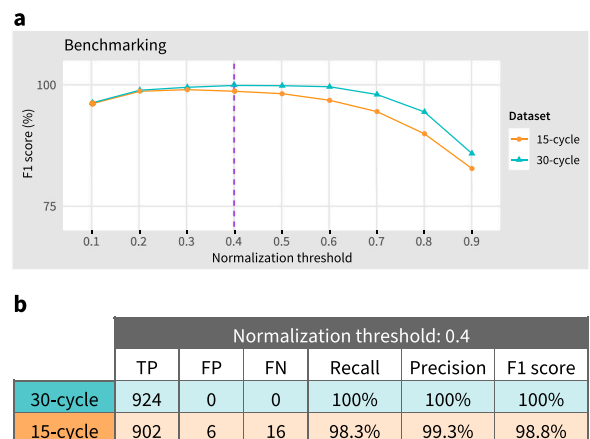 a
Benchmarking
100
75
F1 score (%)
0.1 0.2 0.3 0.4 0.5 0.6 0.7 0.8 0.9
Normalization threshold
Dataset
15-cycle
30-cycle
b
Normalization threshold: 0.4
TP FP FN Recall Precision F1 score
30-cycle 924 0 0 100% 100% 100%
15-cycle 902 6 16 98.3% 99.3% 98.8%